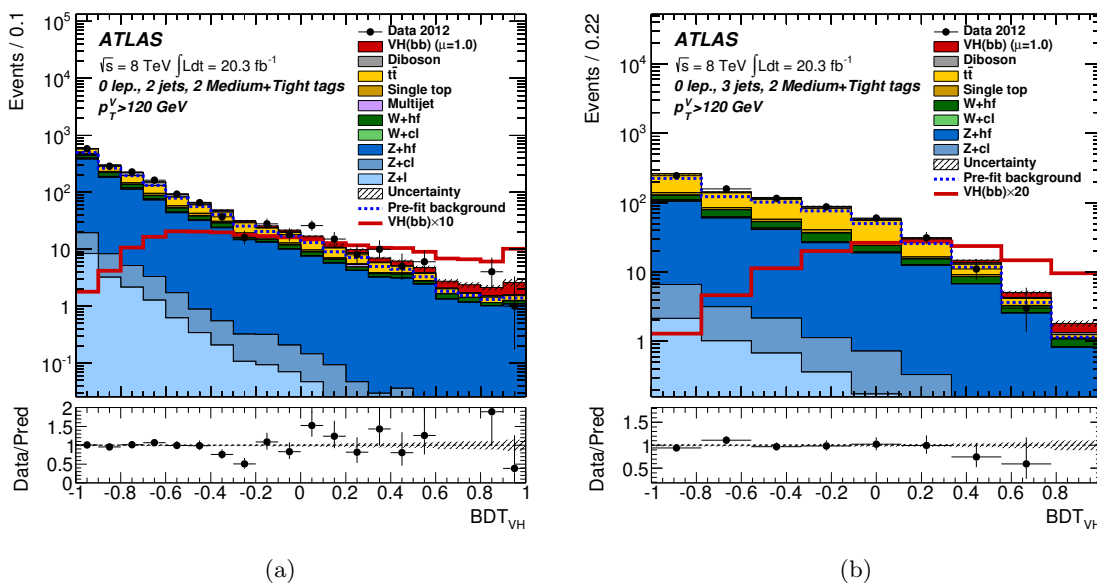 Events / 0.1
10⁵
10⁴
10³
10²
10
1
10⁻¹
ATLAS
√s = 8 TeV ∫Ldt = 20.3 fb⁻¹
0 lep., 2 jets, 2 Medium+Tight tags
p_T^V>120 GeV
Data 2012
VH(bb) (μ=1.0)
Diboson
tt̄
Single top
Multijet
W+hf
W+cl
Z+hf
Z+cl
Z+l
Uncertainty
Pre-fit background
VH(bb)×10
Data/Pred
2
1.5
1
0.5
-1 -0.8 -0.6 -0.4 -0.2 0 0.2 0.4 0.6 0.8 1
BDT_VH
(a)
Events / 0.22
10⁴
10³
10²
10
1
ATLAS
√s = 8 TeV ∫Ldt = 20.3 fb⁻¹
0 lep., 3 jets, 2 Medium+Tight tags
p_T^V>120 GeV
Data 2012
VH(bb) (μ=1.0)
Diboson
tt̄
Single top
W+hf
W+cl
Z+hf
Z+cl
Z+l
Uncertainty
Pre-fit background
VH(bb)×20
Data/Pred
1.5
1
0.5
-1 -0.8 -0.6 -0.4 -0.2 0 0.2 0.4 0.6 0.8 1
BDT_VH
(b)